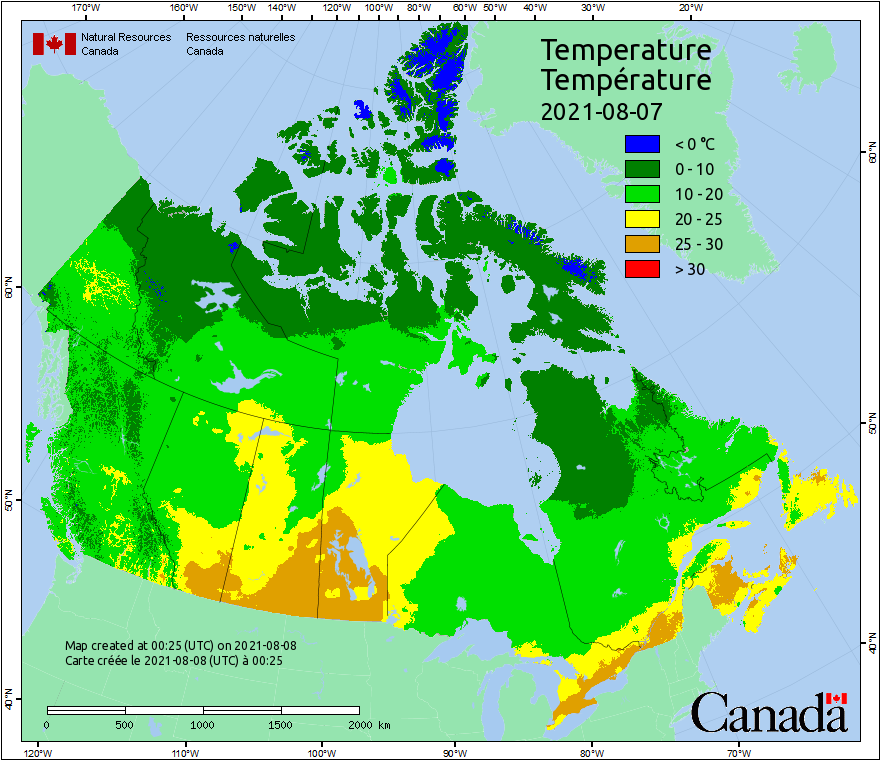 170°W 160°W 150°W 140°W 130°W 120°W 110°W 100°W 80°W 60°W 50°W 40°W 30°W 20°W
Natural Resources Ressources naturelles
Canada Canada
Temperature
Température
2021-08-07
< 0 °C
0 - 10
10 - 20
20 - 25
25 - 30
> 30
60°N
60°N
50°N
50°N
40°N
40°N
Map created at 00:25 (UTC) on 2021-08-08
Carte créée le 2021-08-08 (UTC) à 00:25
0 500 1000 1500 2000 km
Canada
120°W 110°W 100°W 90°W 80°W 70°W